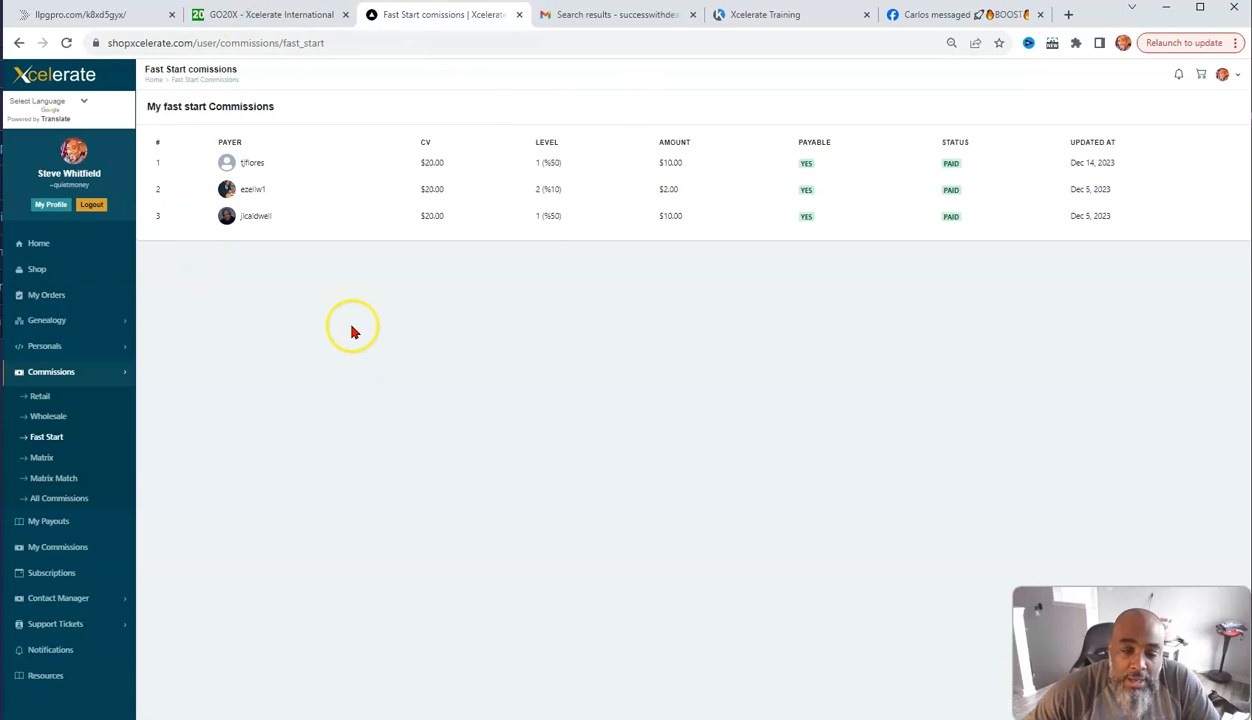 llpgpro.com/k8xd5gyx/
GO20X - Xcelerate International
Fast Start comissions | Xcelerate
Search results - successwithdea
Xcelerate Training
Carlos messaged 🚀🔥BOOST🔥
shopxcelerate.com/user/commissions/fast_start
Relaunch to update
Xcelerate
Select Language
Google
Powered by Translate
Steve Whitfield
~quietmoney
My Profile
Logout
Home
Shop
My Orders
Genealogy
Personals
Commissions
Retail
Wholesale
Fast Start
Matrix
Matrix Match
All Commissions
My Payouts
My Commissions
Subscriptions
Contact Manager
Support Tickets
Notifications
Resources
Fast Start comissions
Home > Fast Start Commissions
My fast start Commissions
# PAYER CV LEVEL AMOUNT PAYABLE STATUS UPDATED AT
1 tjflores $20.00 1 (%50) $10.00 YES PAID Dec 14, 2023
2 ezellw1 $20.00 2 (%10) $2.00 YES PAID Dec 5, 2023
3 jlcaldwell $20.00 1 (%50) $10.00 YES PAID Dec 5, 2023